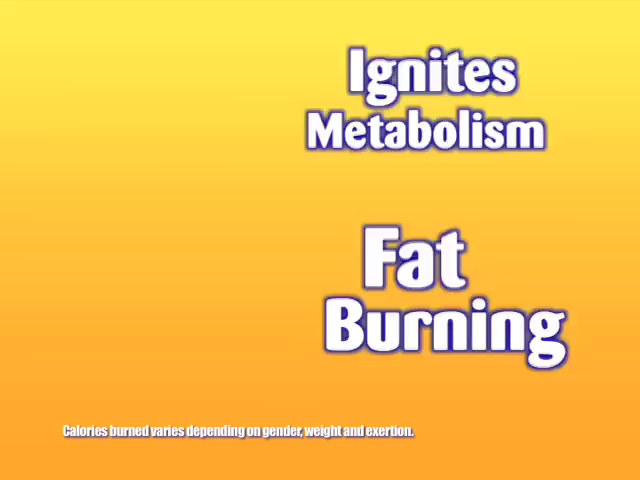 Ignites
Metabolism
Fat
Burning
Calories burned varies depending on gender, weight and exertion.